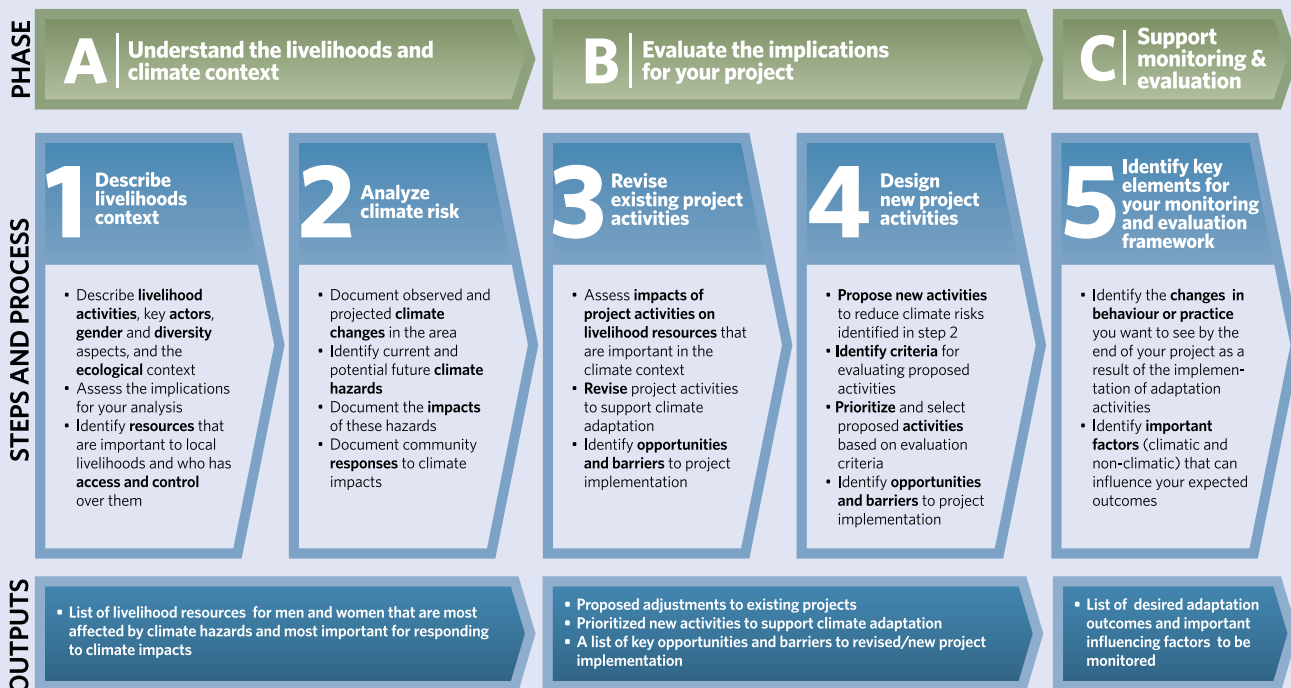 PHASE
A
Understand the livelihoods and
climate context
B
Evaluate the implications
for your project
C
Support
monitoring &
evaluation
STEPS AND PROCESS
1
Describe
livelihoods
context
• Describe livelihood
activities, key actors,
gender and diversity
aspects, and the
ecological context
• Assess the implications
for your analysis
• Identify resources that
are important to local
livelihoods and who has
access and control
over them
2
Analyze
climate risk
• Document observed and
projected climate
changes in the area
• Identify current and
potential future climate
hazards
• Document the impacts
of these hazards
• Document community
responses to climate
impacts
3
Revise
existing project
activities
• Assess impacts of
project activities on
livelihood resources that
are important in the
climate context
• Revise project activities
to support climate
adaptation
• Identify opportunities
and barriers to project
implementation
4
Design
new project
activities
• Propose new activities
to reduce climate risks
identified in step 2
• Identify criteria for
evaluating proposed
activities
• Prioritize and select
proposed activities
based on evaluation
criteria
• Identify opportunities
and barriers to project
implementation
5
Identify key
elements for
your monitoring
and evaluation
framework
• Identify the changes in
behaviour or practice
you want to see by the
end of your project as a
result of the implemen-
tation of adaptation
activities
• Identify important
factors (climatic and
non-climatic) that can
influence your expected
outcomes
OUTPUTS
• List of livelihood resources for men and women that are most
affected by climate hazards and most important for responding
to climate impacts
• Proposed adjustments to existing projects
• Prioritized new activities to support climate adaptation
• A list of key opportunities and barriers to revised/new project
implementation
• List of desired adaptation
outcomes and important
influencing factors to be
monitored